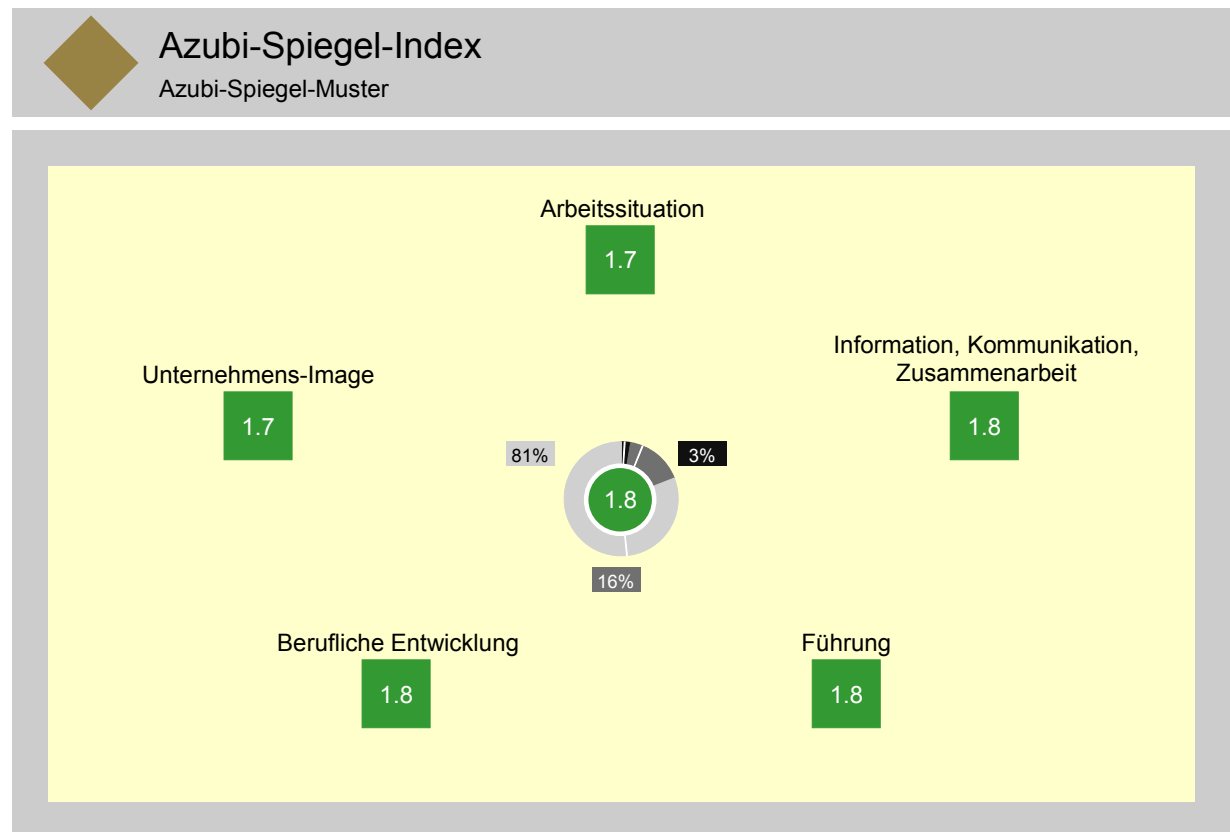 Azubi-Spiegel-Index
Azubi-Spiegel-Muster
Arbeitssituation
1.7
Information, Kommunikation,
Zusammenarbeit
1.8
Unternehmens-Image
1.7
81%
3%
1.8
16%
Berufliche Entwicklung
1.8
Führung
1.8